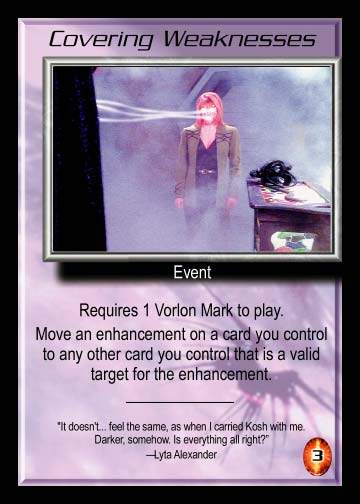 Covering Weaknesses
Event
Requires 1 Vorlon Mark to play.
Move an enhancement on a card you control
to any other card you control that is a valid
target for the enhancement.
"It doesn't... feel the same, as when I carried Kosh with me.
Darker, somehow. Is everything all right?"
—Lyta Alexander
3